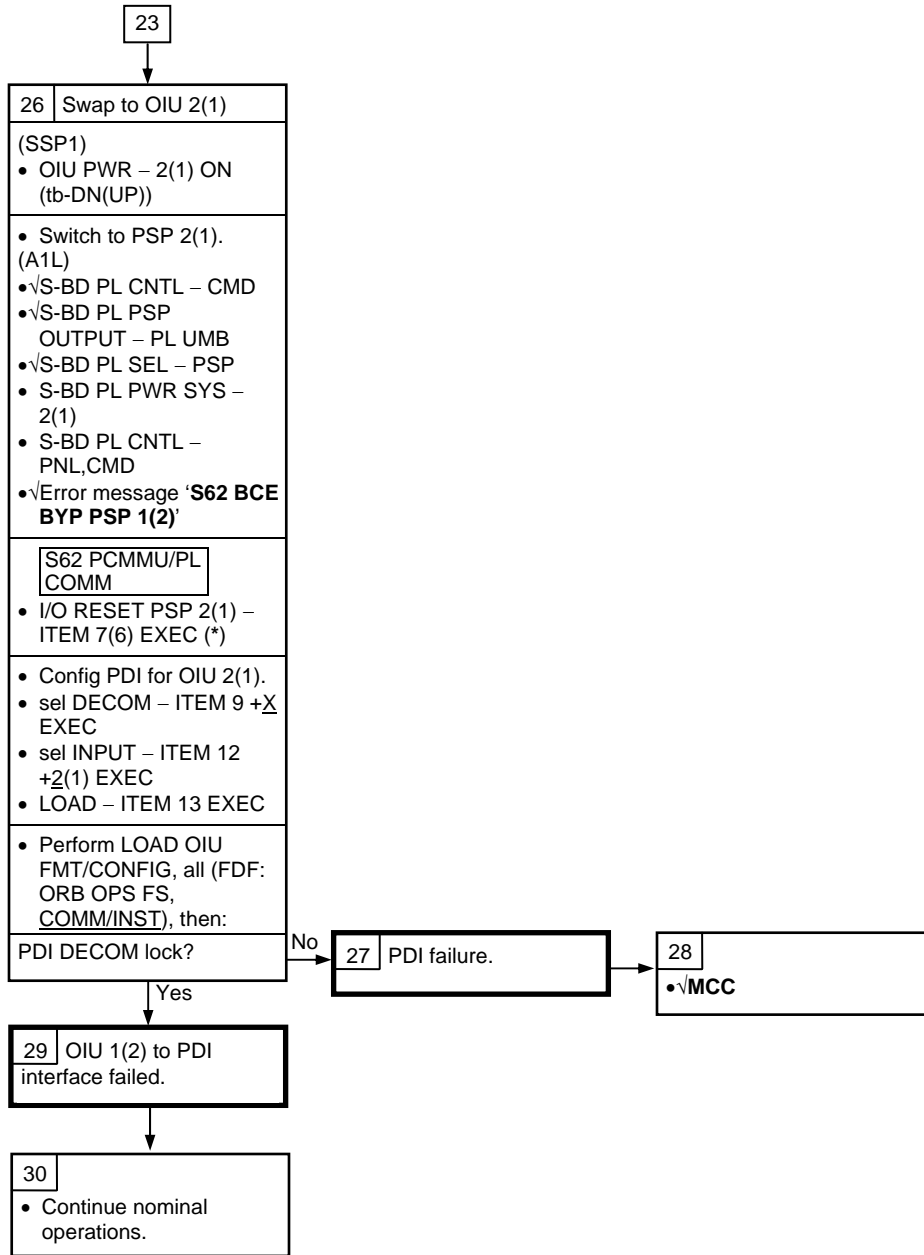 23
26 Swap to OIU 2(1)
(SSP1)
• OIU PWR – 2(1) ON
(tb-DN(UP))
• Switch to PSP 2(1).
(A1L)
•√S-BD PL CNTL – CMD
•√S-BD PL PSP
OUTPUT – PL UMB
•√S-BD PL SEL – PSP
• S-BD PL PWR SYS –
2(1)
• S-BD PL CNTL –
PNL,CMD
•√Error message ‘S62 BCE
BYP PSP 1(2)’
S62 PCMMU/PL
COMM
• I/O RESET PSP 2(1) –
ITEM 7(6) EXEC (*)
• Config PDI for OIU 2(1).
• sel DECOM – ITEM 9 +X
EXEC
• sel INPUT – ITEM 12
+2(1) EXEC
• LOAD – ITEM 13 EXEC
• Perform LOAD OIU
FMT/CONFIG, all (FDF:
ORB OPS FS,
COMM/INST), then:
PDI DECOM lock?
No
27 PDI failure.
28
•√MCC
Yes
29 OIU 1(2) to PDI
interface failed.
30
• Continue nominal
operations.